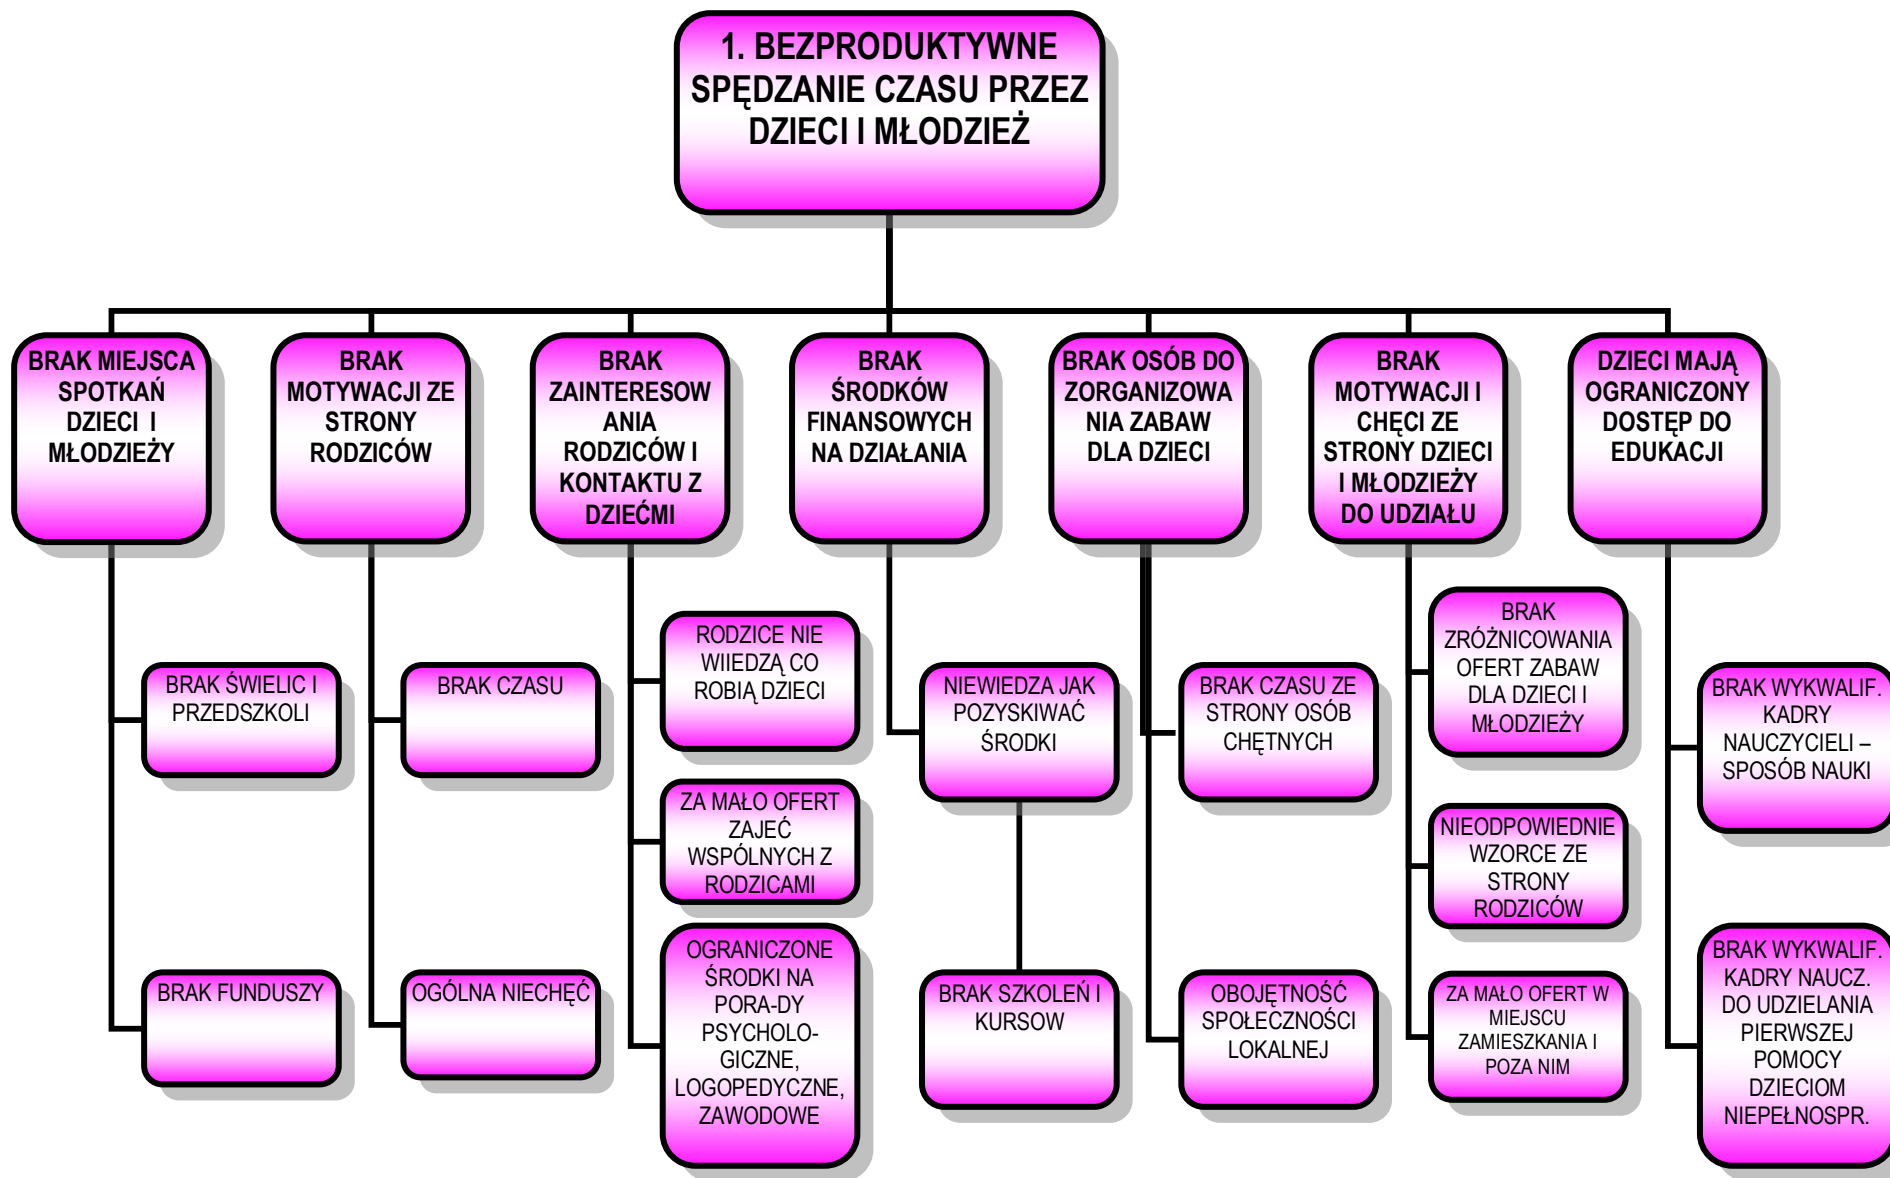 1. BEZPRODUKTYWNE
SPĘDZANIE CZASU PRZEZ
DZIECI I MŁODZIEŻ
BRAK MIEJSCA
SPOTKAŃ
DZIECI I
MŁODZIEŻY
BRAK
MOTYWACJI ZE
STRONY
RODZICÓW
BRAK
ZAINTERESOW
ANIA
RODZICÓW I
KONTAKTU Z
DZIEĆMI
BRAK
ŚRODKÓW
FINANSOWYCH
NA DZIAŁANIA
BRAK OSÓB DO
ZORGANIZOWA
NIA ZABAW
DLA DZIECI
BRAK
MOTYWACJI I
CHĘCI ZE
STRONY DZIECI
I MŁODZIEŻY
DO UDZIAŁU
DZIECI MAJĄ
OGRANICZONY
DOSTĘP DO
EDUKACJI
BRAK ŚWIELIC I
PRZEDSZKOLI
BRAK FUNDUSZY
BRAK CZASU
OGÓLNA NIECHĘĆ
RODZICE NIE
WIIEDZĄ CO
ROBIĄ DZIECI
ZA MAŁO OFERT
ZAJEĆ
WSPÓLNYCH Z
RODZICAMI
OGRANICZONE
ŚRODKI NA
PORA-DY
PSYCHOLO-
GICZNE,
LOGOPEDYCZNE,
ZAWODOWE
NIEWIEDZA JAK
POZYSKIWAĆ
ŚRODKI
BRAK SZKOLEŃ I
KURSOW
BRAK CZASU ZE
STRONY OSÓB
CHĘTNYCH
OBOJĘTNOŚĆ
SPOŁECZNOŚCI
LOKALNEJ
BRAK
ZRÓŻNICOWANIA
OFERT ZABAW
DLA DZIECI I
MŁODZIEŻY
NIEODPOWIEDNIE
WZORCE ZE
STRONY
RODZICÓW
ZA MAŁO OFERT W
MIEJSCU
ZAMIESZKANIA I
POZA NIM
BRAK WYKWALIF.
KADRY
NAUCZYCIELI –
SPOSÓB NAUKI
BRAK WYKWALIF.
KADRY NAUCZ.
DO UDZIELANIA
PIERWSZEJ
POMOCY
DZIECIOM
NIEPEŁNOSPR.